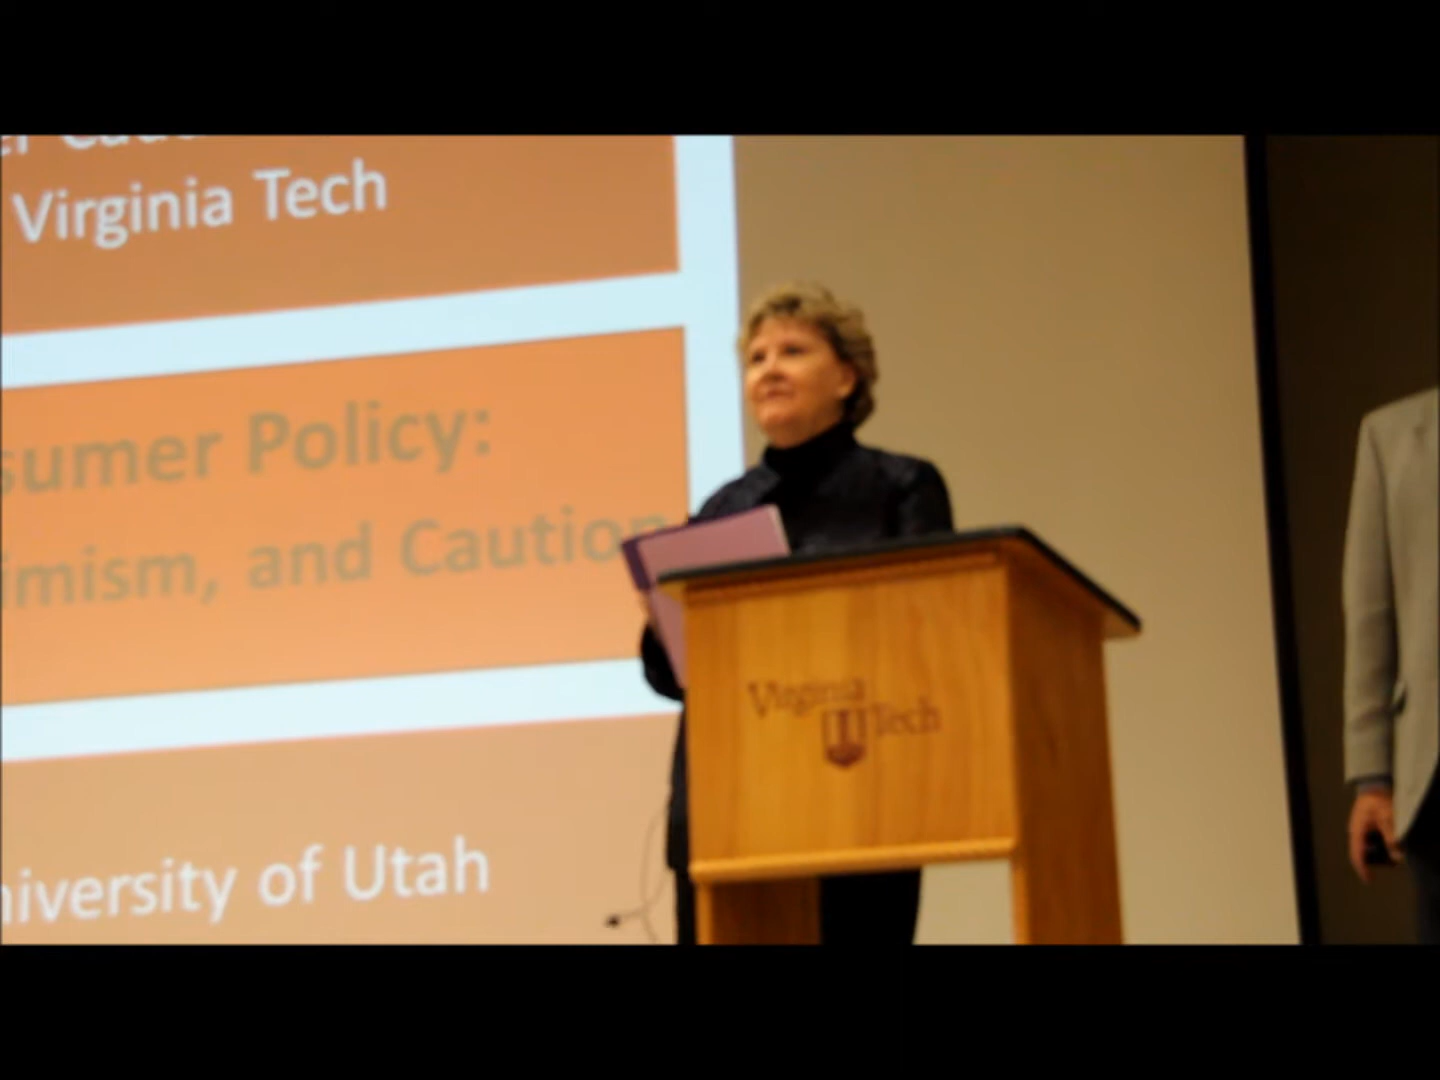 Virginia Tech
sumer Policy:
imism, and Caution
niversity of Utah
Virginia
Tech